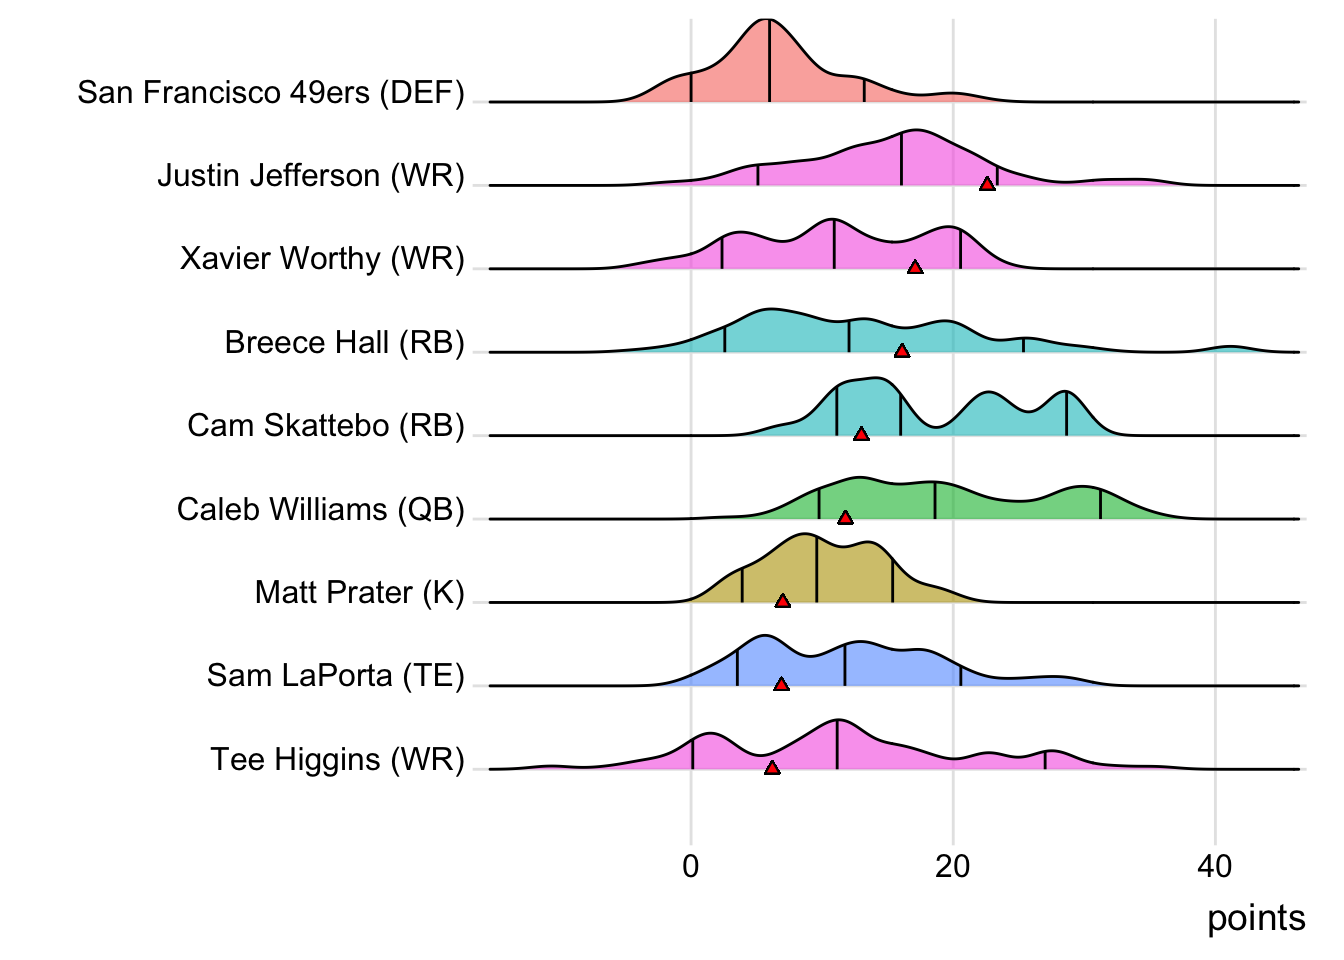 San Francisco 49ers (DEF)
Justin Jefferson (WR)
Xavier Worthy (WR)
Breece Hall (RB)
Cam Skattebo (RB)
Caleb Williams (QB)
Matt Prater (K)
Sam LaPorta (TE)
Tee Higgins (WR)
0 20 40
points